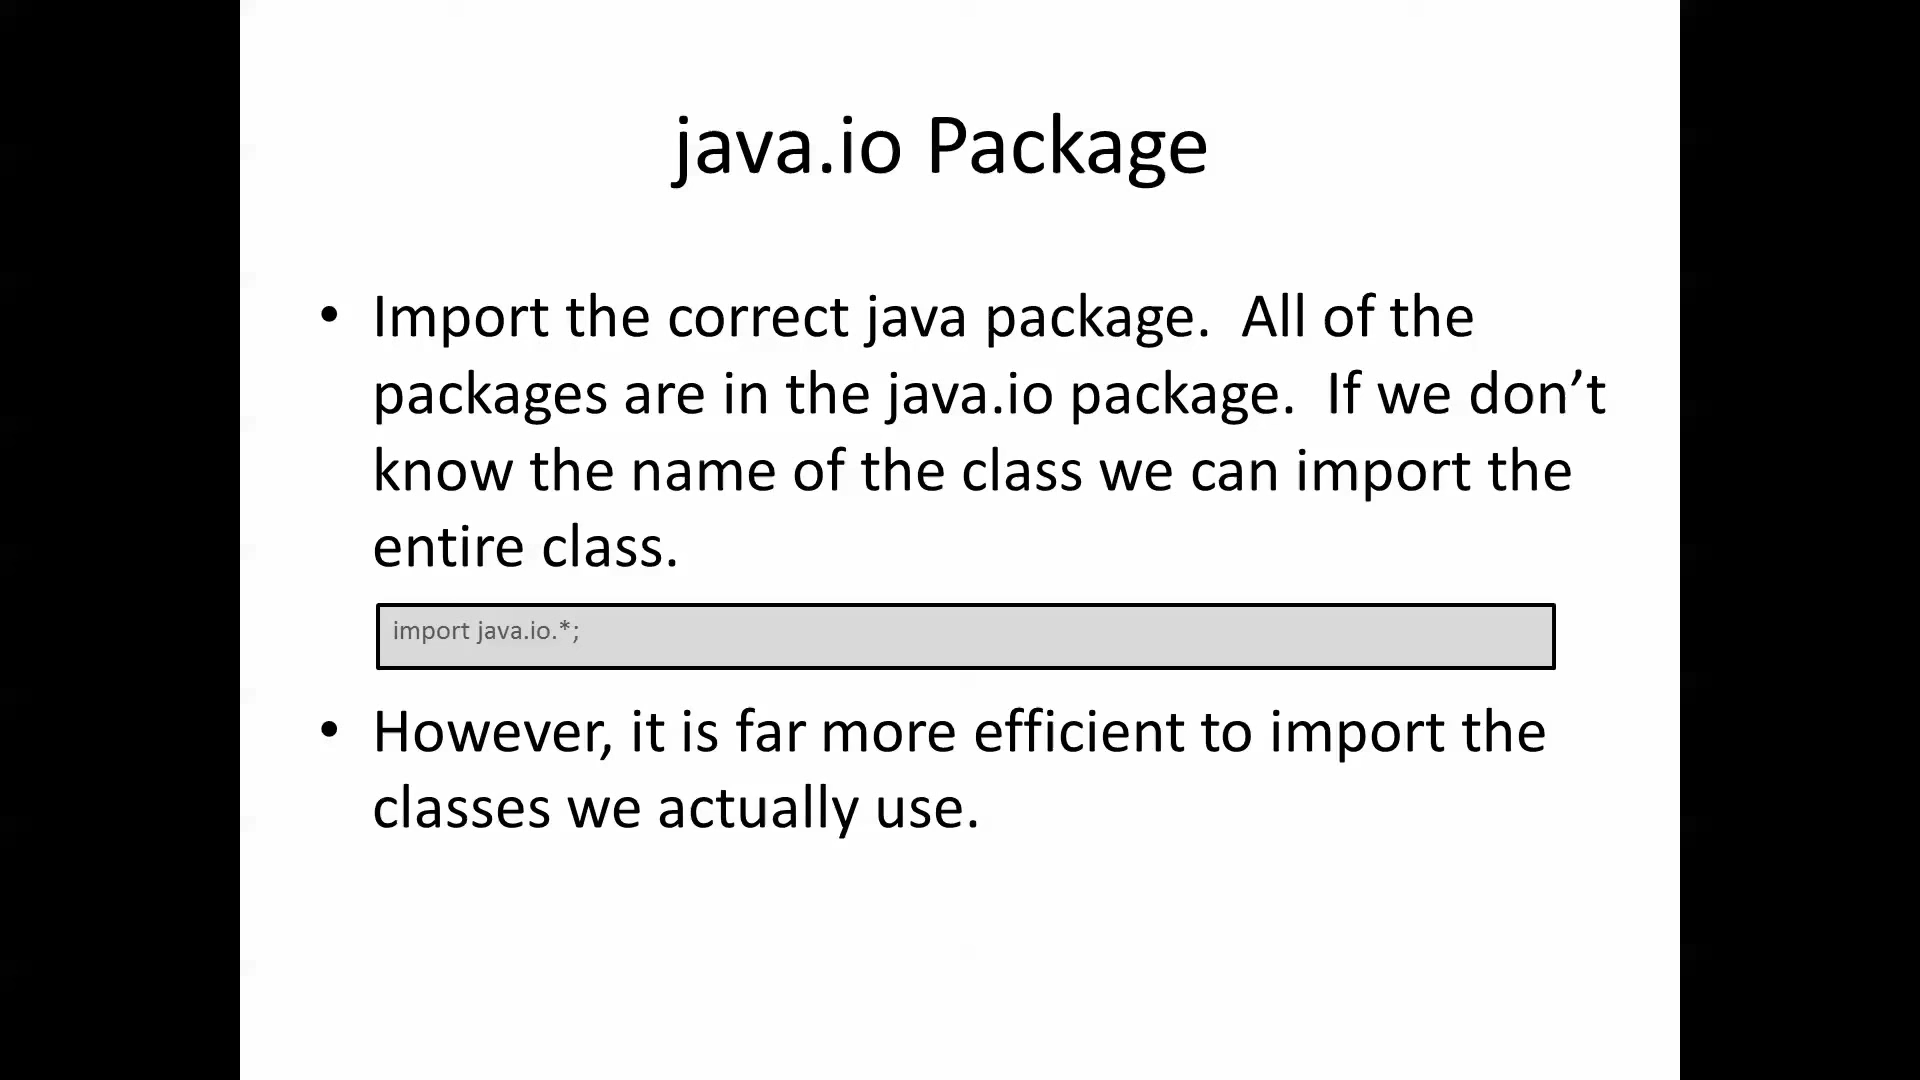 java.io Package
• Import the correct java package.  All of the
packages are in the java.io package.  If we don’t
know the name of the class we can import the
entire class.
import java.io.*;
• However, it is far more efficient to import the
classes we actually use.